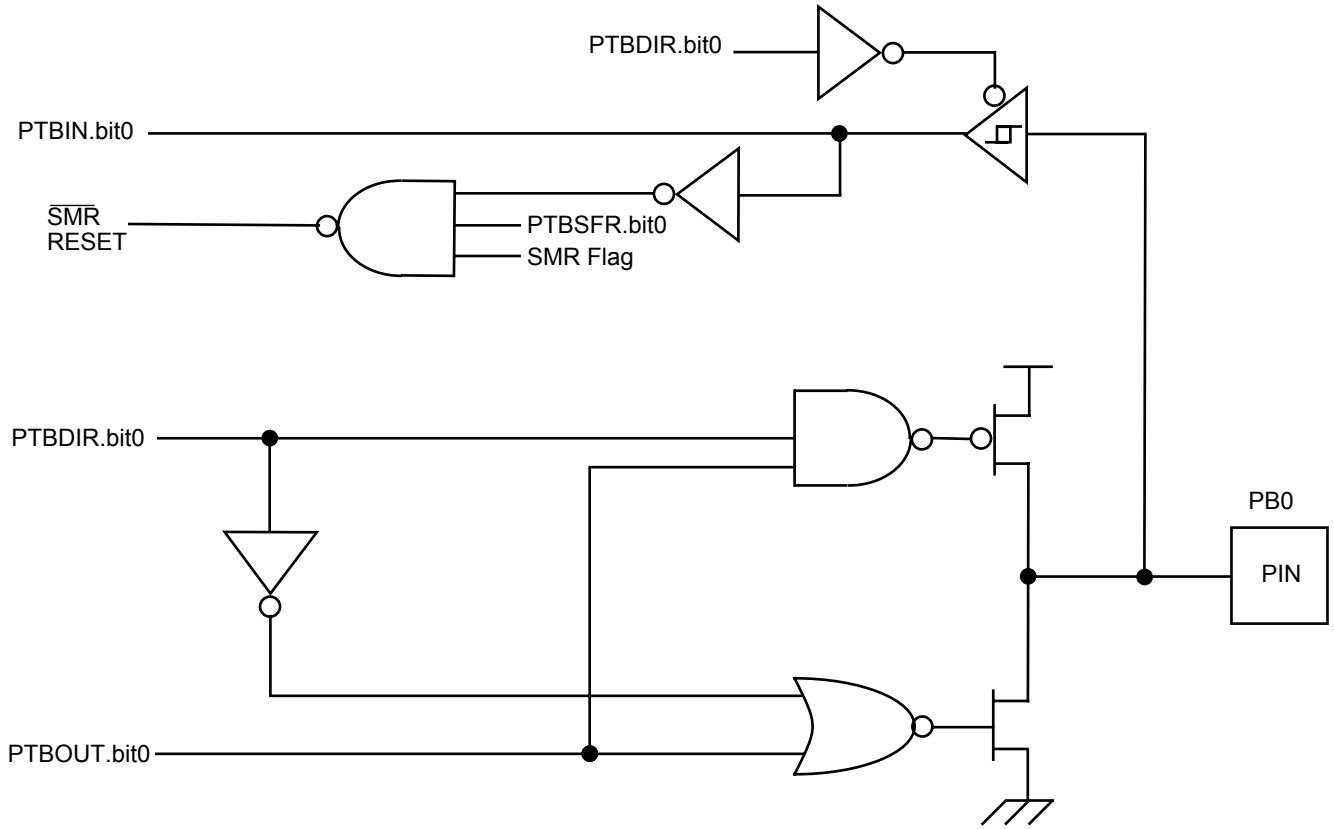 PTBDIR.bit0
PTBIN.bit0
SMR
RESET
PTBSFR.bit0
SMR Flag
PTBDIR.bit0
PB0
PIN
PTBOUT.bit0